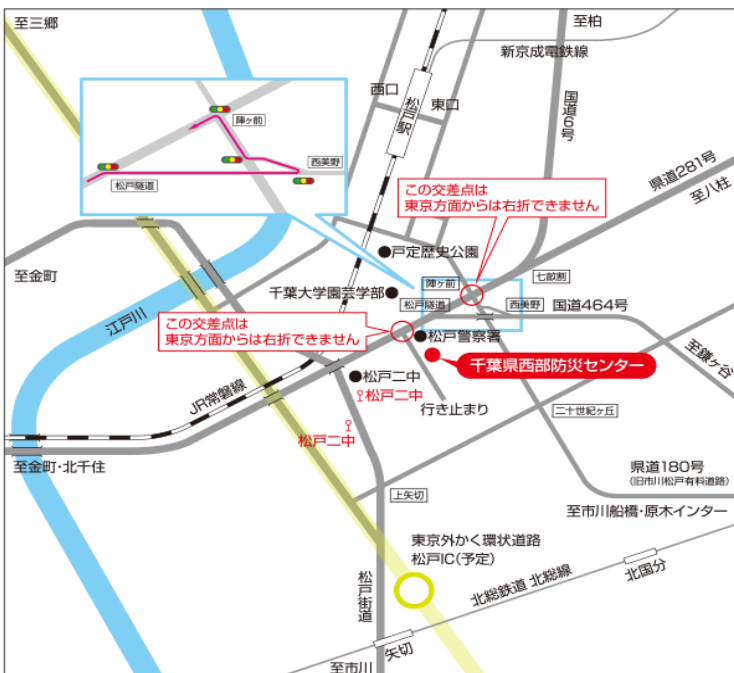 至三郷
至柏
新京成電鉄線
西口
東口
松戸駅
国道6号
陣ヶ前
西美野
松戸隧道
県道281号
至八柱
この交差点は
東京方面からは右折できません
戸定歴史公園
至金町
千葉大学園芸学部
陣ヶ前
七畝割
松戸隧道
西美野
国道464号
江戸川
この交差点は
東京方面からは右折できません
松戸警察署
千葉県西部防災センター
至鎌ヶ谷
JR常磐線
松戸二中
松戸二中
行き止まり
二十世紀ヶ丘
松戸二中
至金町・北千住
県道180号
(旧市川松戸有料道路)
上矢切
至市川船橋・原木インター
東京外かく環状道路
松戸IC(予定)
松戸街道
北総鉄道 北総線
北国分
矢切
至市川